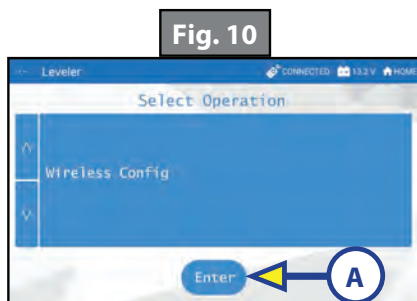 Fig. 10
Leveler CONNECTED 13.2 V HOME
Select Operation
Wireless Config
Enter
A